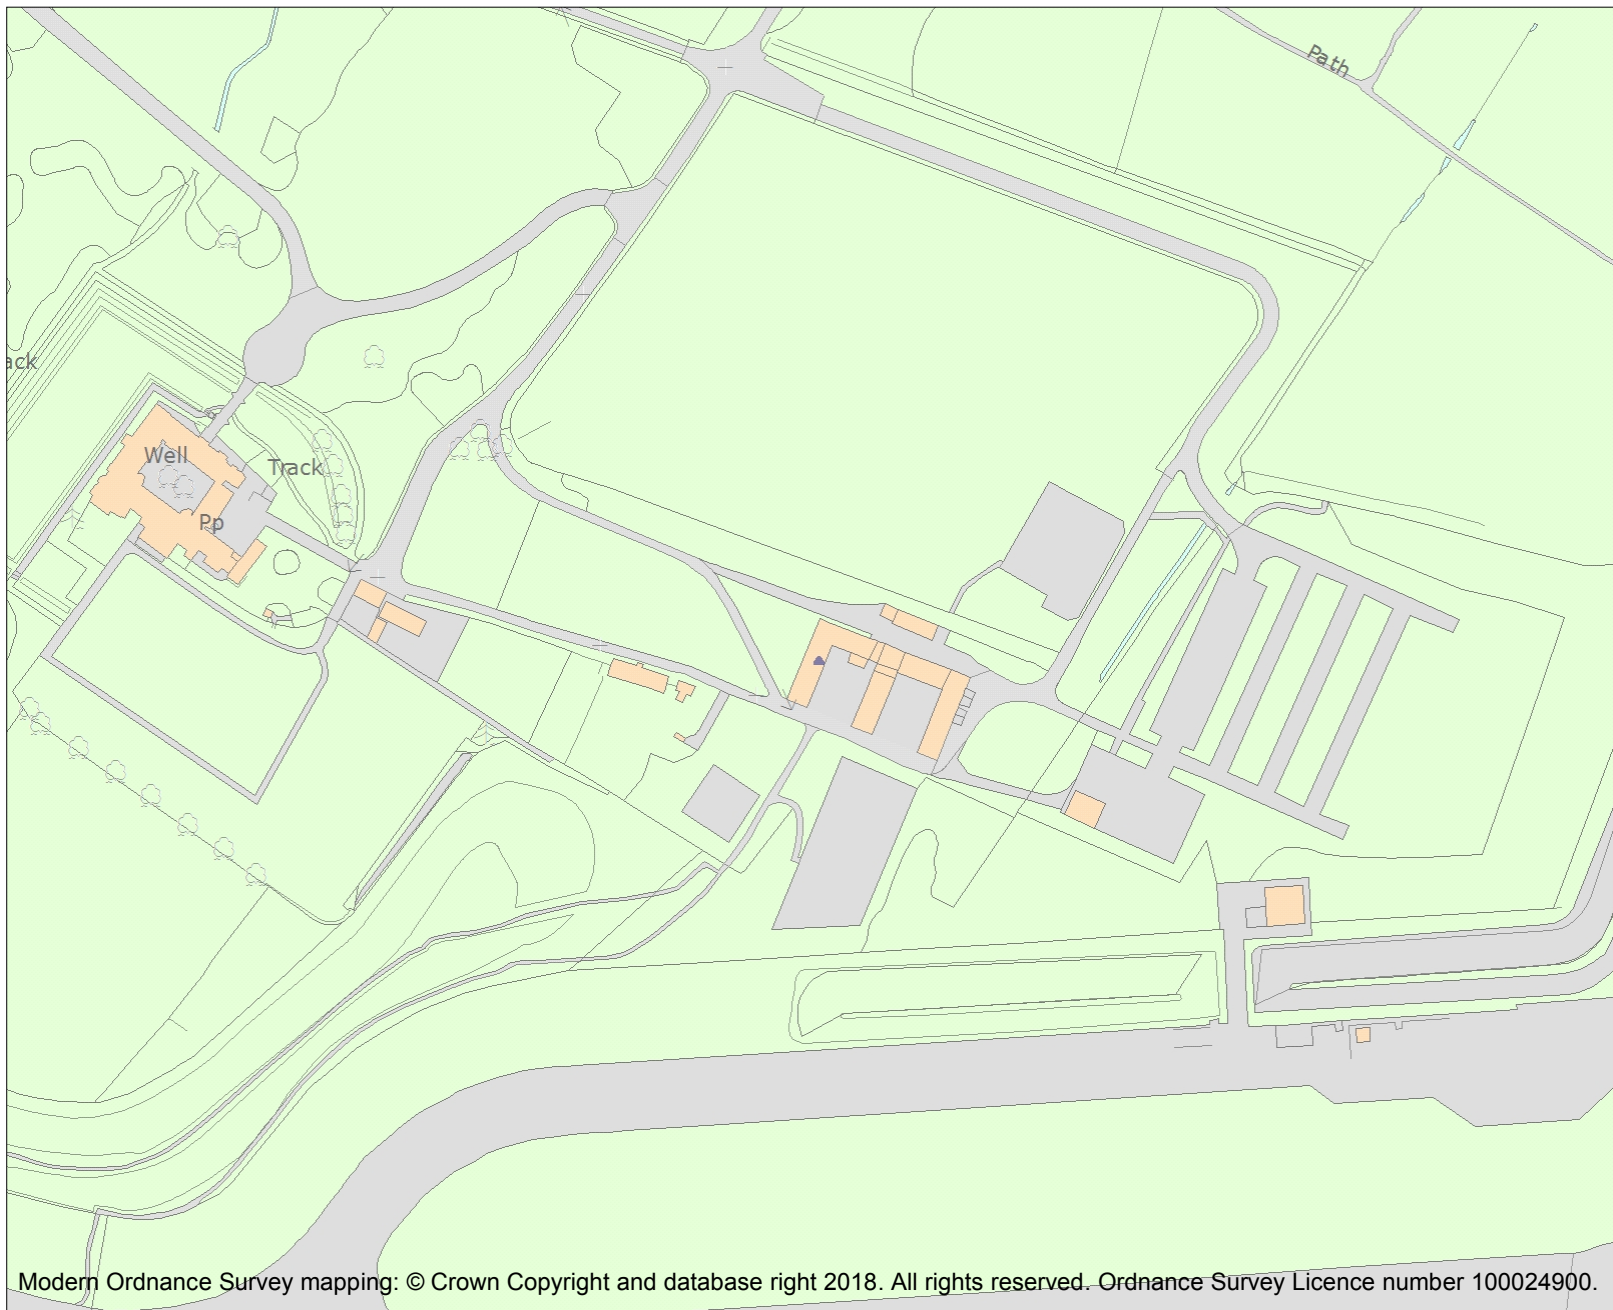 Path
ack
Well
Track
Pp
Modern Ordnance Survey mapping: © Crown Copyright and database right 2018. All rights reserved. Ordnance Survey Licence number 100024900.